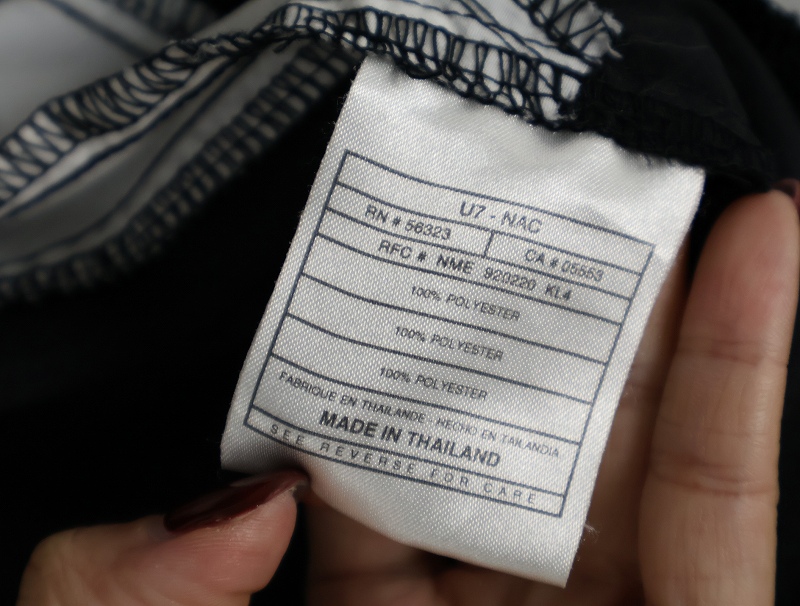 U7 - NAC
RN # 56323 CA # 05553
RFC # NME 920220 KL4
100% POLYESTER
100% POLYESTER
100% POLYESTER
FABRIQUE EN THAILANDE · HECHO EN TAILANDIA
MADE IN THAILAND
SEE REVERSE FOR CARE